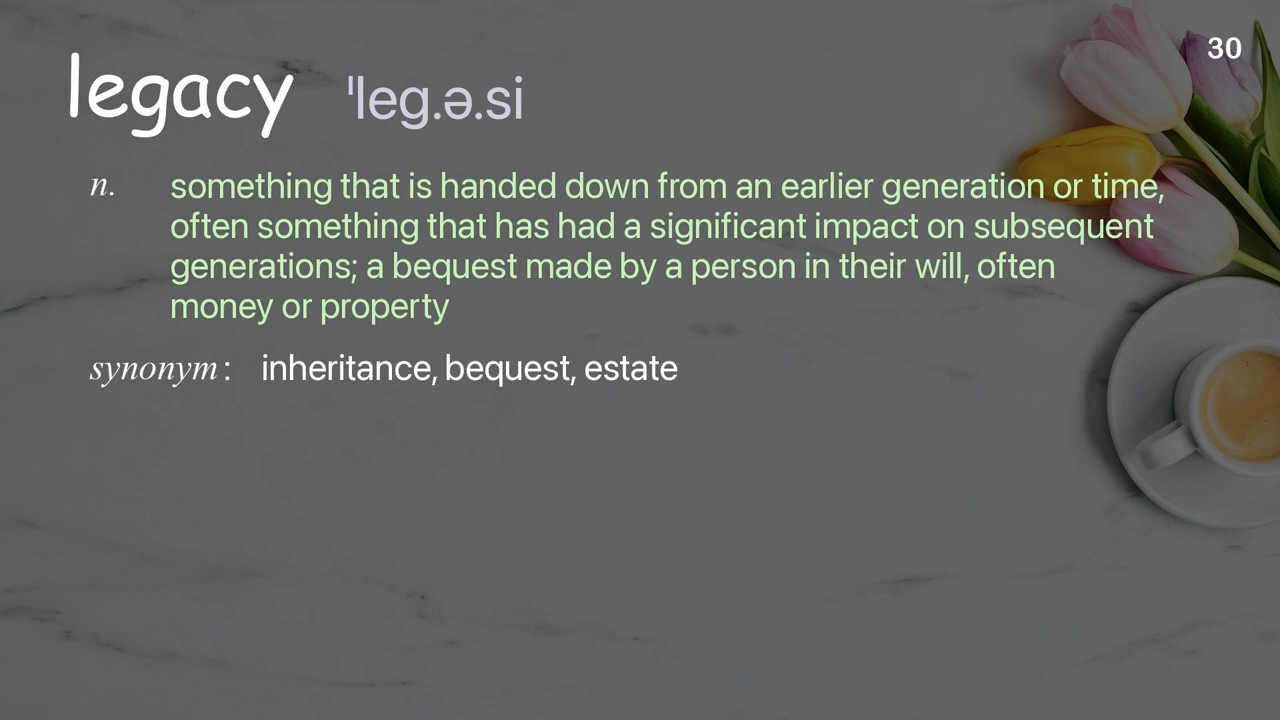 30
legacy ˈleg.ə.si
n. something that is handed down from an earlier generation or time,
often something that has had a significant impact on subsequent
generations; a bequest made by a person in their will, often
money or property
synonym: inheritance, bequest, estate